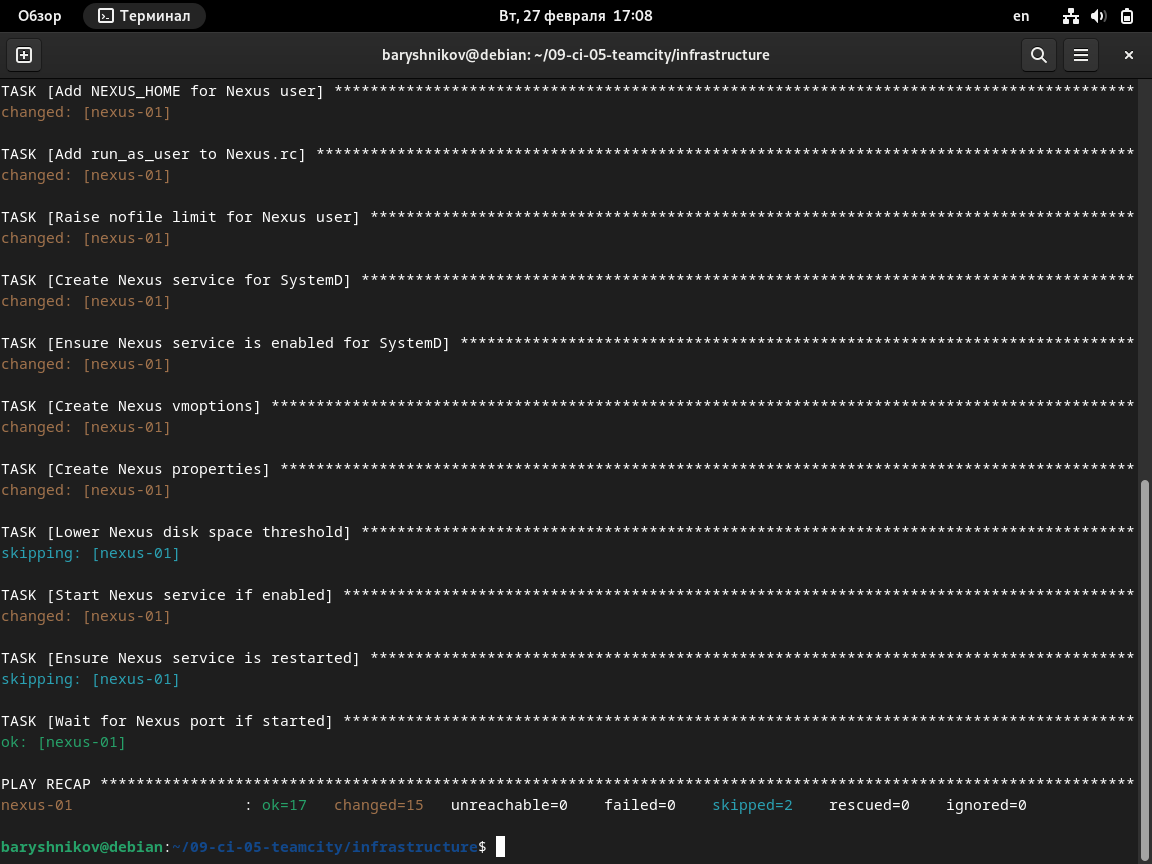 Обзор Терминал Вт, 27 февраля 17:08 en
baryshnikov@debian: ~/09-ci-05-teamcity/infrastructure
TASK [Add NEXUS_HOME for Nexus user] *****************************************************************************************
changed: [nexus-01]
TASK [Add run_as_user to Nexus.rc] *******************************************************************************************
changed: [nexus-01]
TASK [Raise nofile limit for Nexus user] *************************************************************************************
changed: [nexus-01]
TASK [Create Nexus service for SystemD] **************************************************************************************
changed: [nexus-01]
TASK [Ensure Nexus service is enabled for SystemD] ***************************************************************************
changed: [nexus-01]
TASK [Create Nexus vmoptions] ************************************************************************************************
changed: [nexus-01]
TASK [Create Nexus properties] ***********************************************************************************************
changed: [nexus-01]
TASK [Lower Nexus disk space threshold] **************************************************************************************
skipping: [nexus-01]
TASK [Start Nexus service if enabled] ****************************************************************************************
changed: [nexus-01]
TASK [Ensure Nexus service is restarted] *************************************************************************************
skipping: [nexus-01]
TASK [Wait for Nexus port if started] ****************************************************************************************
ok: [nexus-01]
PLAY RECAP *******************************************************************************************************************
nexus-01 : ok=17 changed=15 unreachable=0 failed=0 skipped=2 rescued=0 ignored=0
baryshnikov@debian:~/09-ci-05-teamcity/infrastructure$